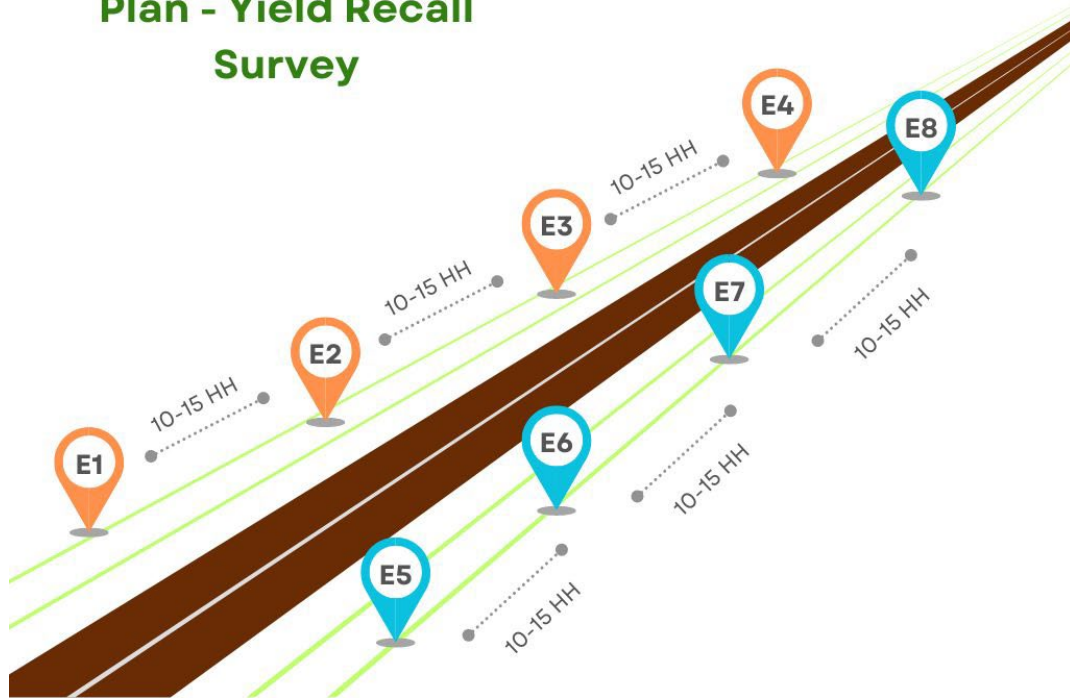 Plan - Yield Recall
Survey
E4
E8
10-15 HH
E3
10-15 HH
E7
10-15 HH
E2
10-15 HH
E1
E6
10-15 HH
E5
10-15 HH